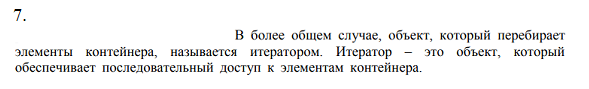 7.
В более общем случае, объект, который перебирает
элементы контейнера, называется итератором. Итератор – это объект, который
обеспечивает последовательный доступ к элементам контейнера.